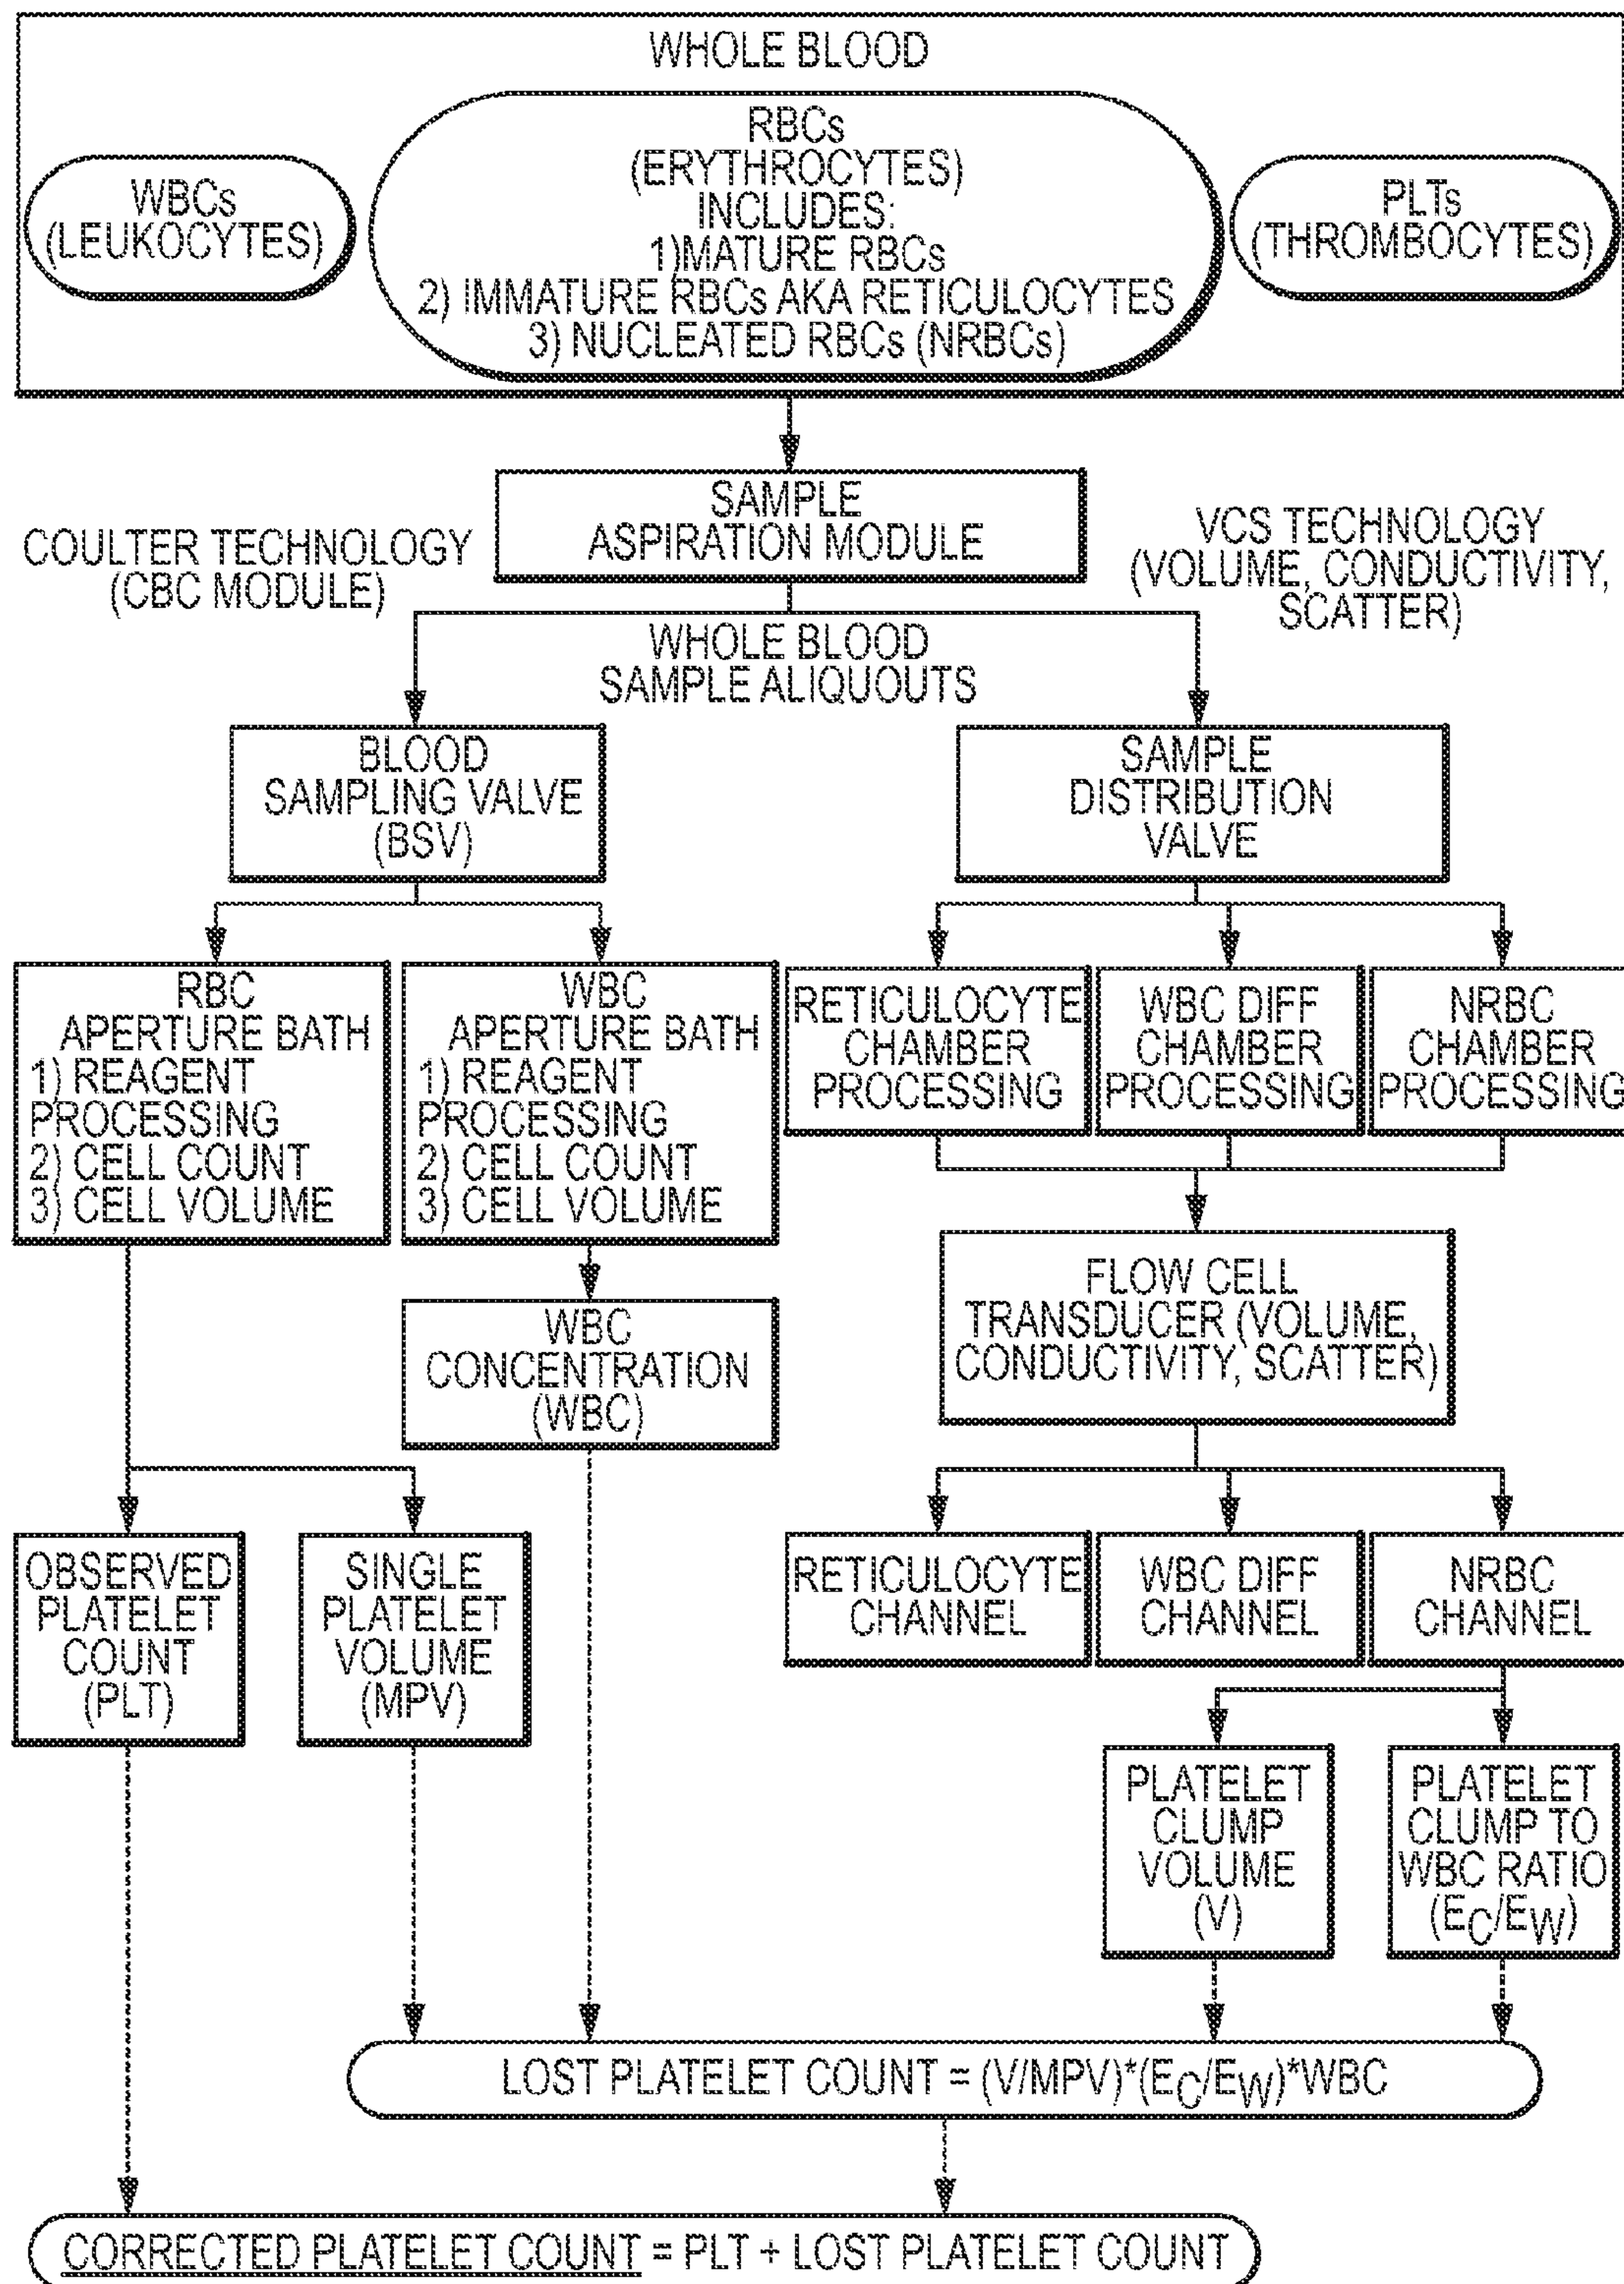 WHOLE BLOOD
WBCs
(LEUKOCYTES)
RBCs
(ERYTHROCYTES)
INCLUDES:
1)MATURE RBCs
2) IMMATURE RBCs AKA RETICULOCYTES
3) NUCLEATED RBCs (NRBCs)
PLTs
(THROMBOCYTES)
SAMPLE
ASPIRATION MODULE
COULTER TECHNOLOGY
(CBC MODULE)
VCS TECHNOLOGY
(VOLUME, CONDUCTIVITY,
SCATTER)
WHOLE BLOOD
SAMPLE ALIQUOUTS
BLOOD
SAMPLING VALVE
(BSV)
SAMPLE
DISTRIBUTION
VALVE
RBC
APERTURE BATH
1) REAGENT
PROCESSING
2) CELL COUNT
3) CELL VOLUME
WBC
APERTURE BATH
1) REAGENT
PROCESSING
2) CELL COUNT
3) CELL VOLUME
RETICULOCYTE
CHAMBER
PROCESSING
WBC DIFF
CHAMBER
PROCESSING
NRBC
CHAMBER
PROCESSING
WBC
CONCENTRATION
(WBC)
FLOW CELL
TRANSDUCER (VOLUME,
CONDUCTIVITY, SCATTER)
OBSERVED
PLATELET
COUNT
(PLT)
SINGLE
PLATELET
VOLUME
(MPV)
RETICULOCYTE
CHANNEL
WBC DIFF
CHANNEL
NRBC
CHANNEL
PLATELET
CLUMP
VOLUME
(V)
PLATELET
CLUMP TO
WBC RATIO
(EC/EW)
LOST PLATELET COUNT = (V/MPV)*(EC/EW)*WBC
CORRECTED PLATELET COUNT = PLT + LOST PLATELET COUNT